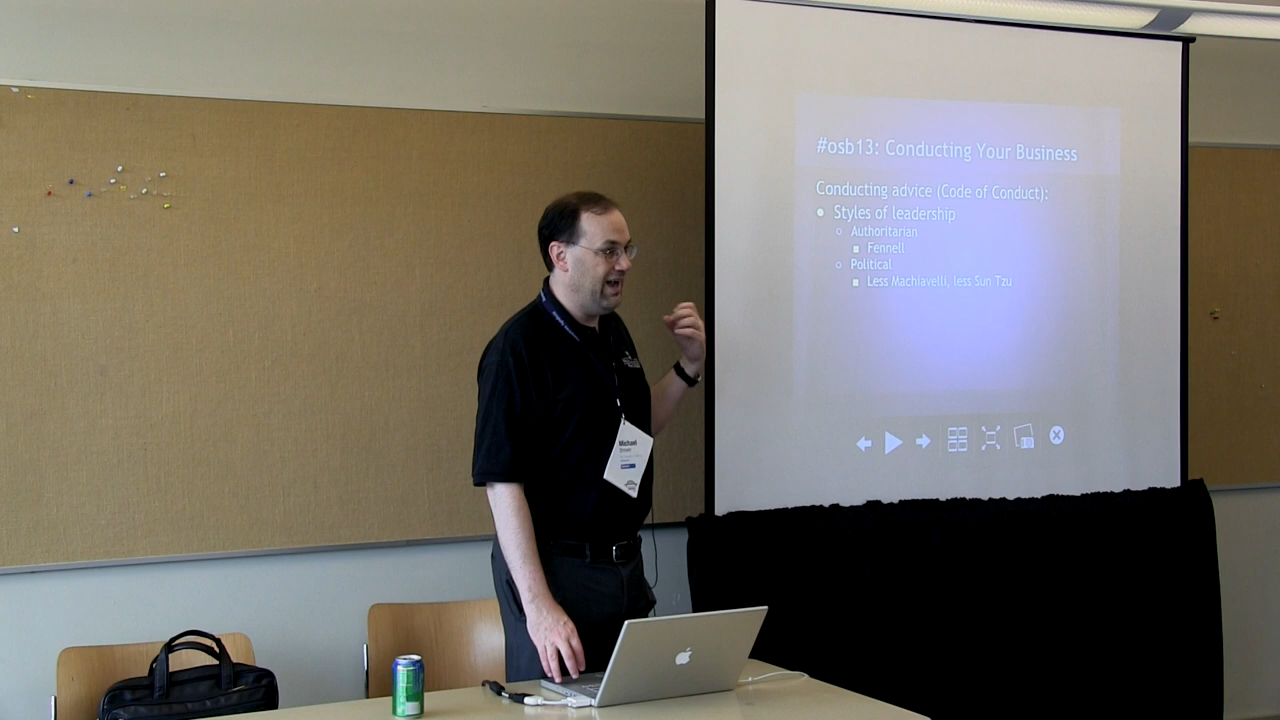 #osb13: Conducting Your Business
Conducting advice (Code of Conduct):
Styles of leadership
Authoritarian
Fennell
Political
Less Machiavelli, less Sun Tzu
Michael